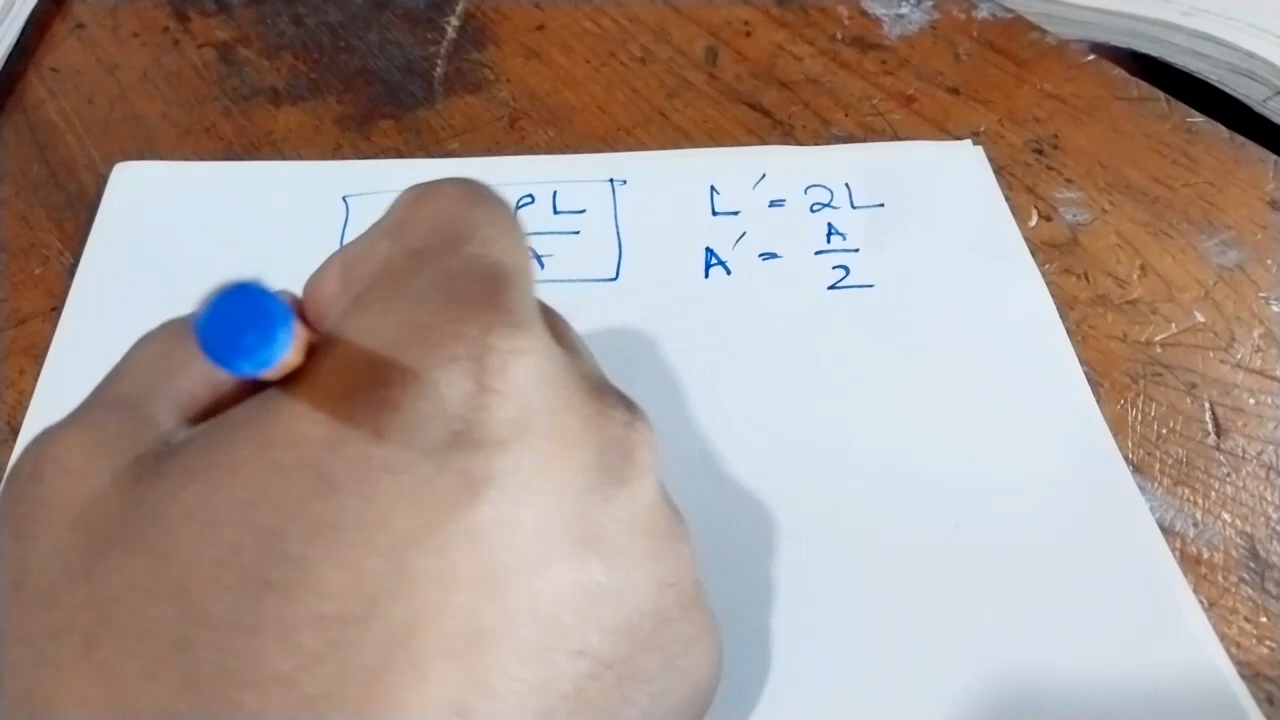 ρL L' = 2L
A A' = A/2